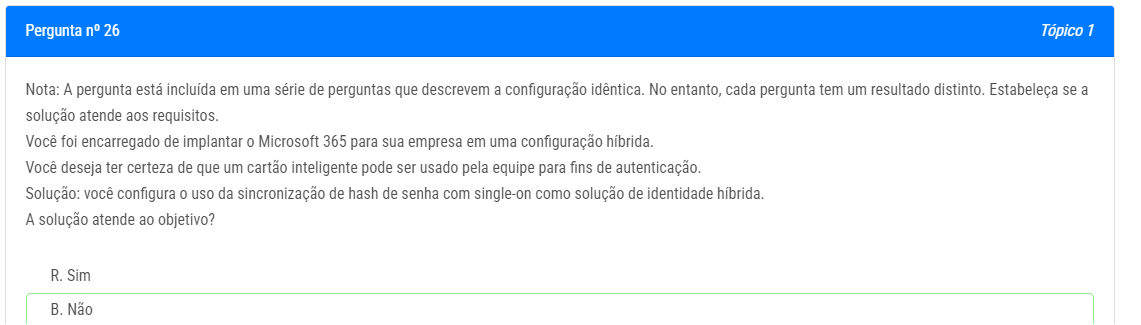 Pergunta nº 26
Tópico 1
Nota: A pergunta está incluída em uma série de perguntas que descrevem a configuração idêntica. No entanto, cada pergunta tem um resultado distinto. Estabeleça se a
solução atende aos requisitos.
Você foi encarregado de implantar o Microsoft 365 para sua empresa em uma configuração híbrida.
Você deseja ter certeza de que um cartão inteligente pode ser usado pela equipe para fins de autenticação.
Solução: você configura o uso da sincronização de hash de senha com single-on como solução de identidade híbrida.
A solução atende ao objetivo?
R. Sim
B. Não